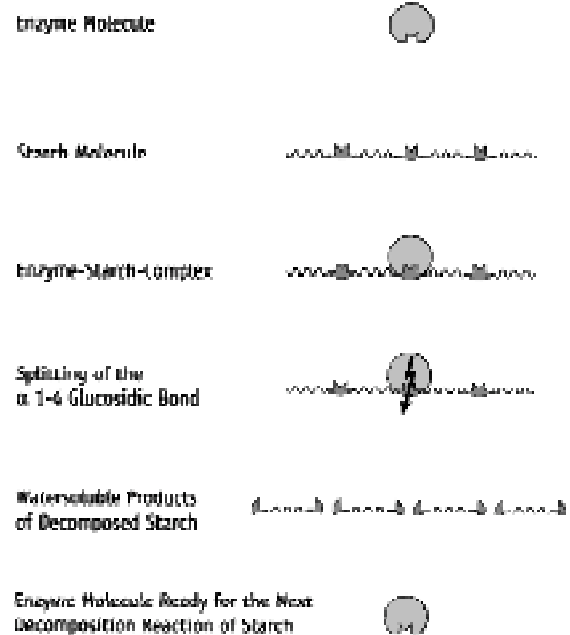 Enzyme Molecule
Starch Molecule
Enzyme-Starch-Complex
Splitting of the
α 1-4 Glucosidic Bond
Watersoluble Products
of Decomposed Starch
Enzyme Molecule Ready for the Next
Decomposition Reaction of Starch